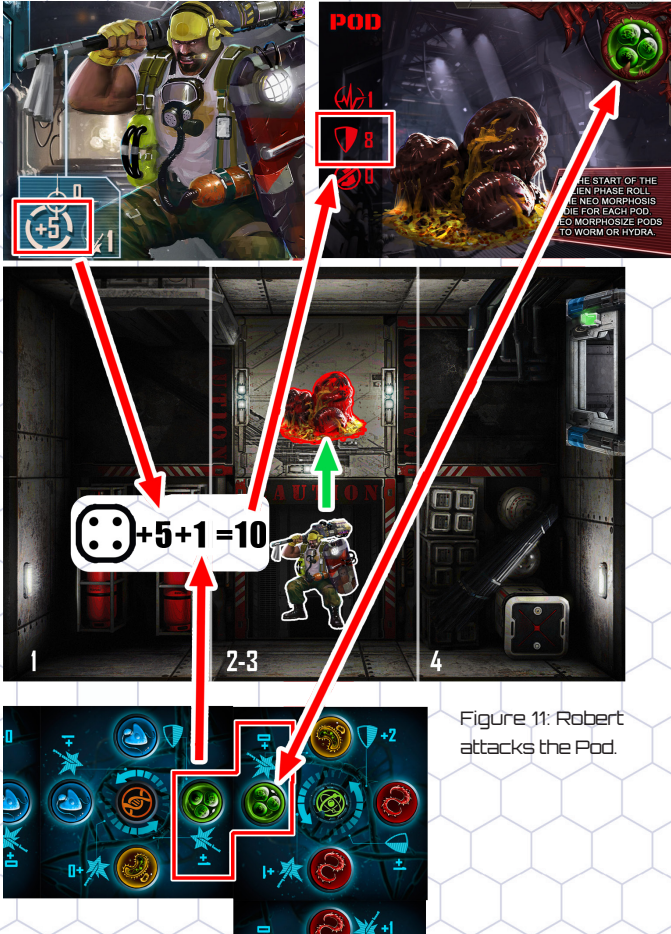 POD
1
8
0
+5
x1
THE START OF THE
ALIEN PHASE ROLL
THE NEO MORPHOSIS
DIE FOR EACH POD.
NEO MORPHOSIZE PODS
TO WORM OR HYDRA.
CAUTION
+5+1=10
1
2-3
4
+2
1+
0+
+1
Figure 11: Robert
attacks the Pod.